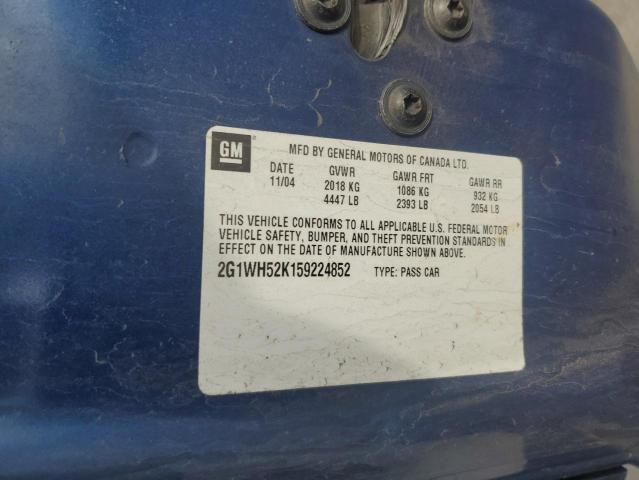 GM
MFD BY GENERAL MOTORS OF CANADA LTD.
DATE GVWR GAWR FRT GAWR RR
11/04 2018 KG 1086 KG 932 KG
4447 LB 2393 LB 2054 LB
THIS VEHICLE CONFORMS TO ALL APPLICABLE U.S. FEDERAL MOTOR
VEHICLE SAFETY, BUMPER, AND THEFT PREVENTION STANDARDS IN
EFFECT ON THE DATE OF MANUFACTURE SHOWN ABOVE.
2G1WH52K159224852 TYPE: PASS CAR